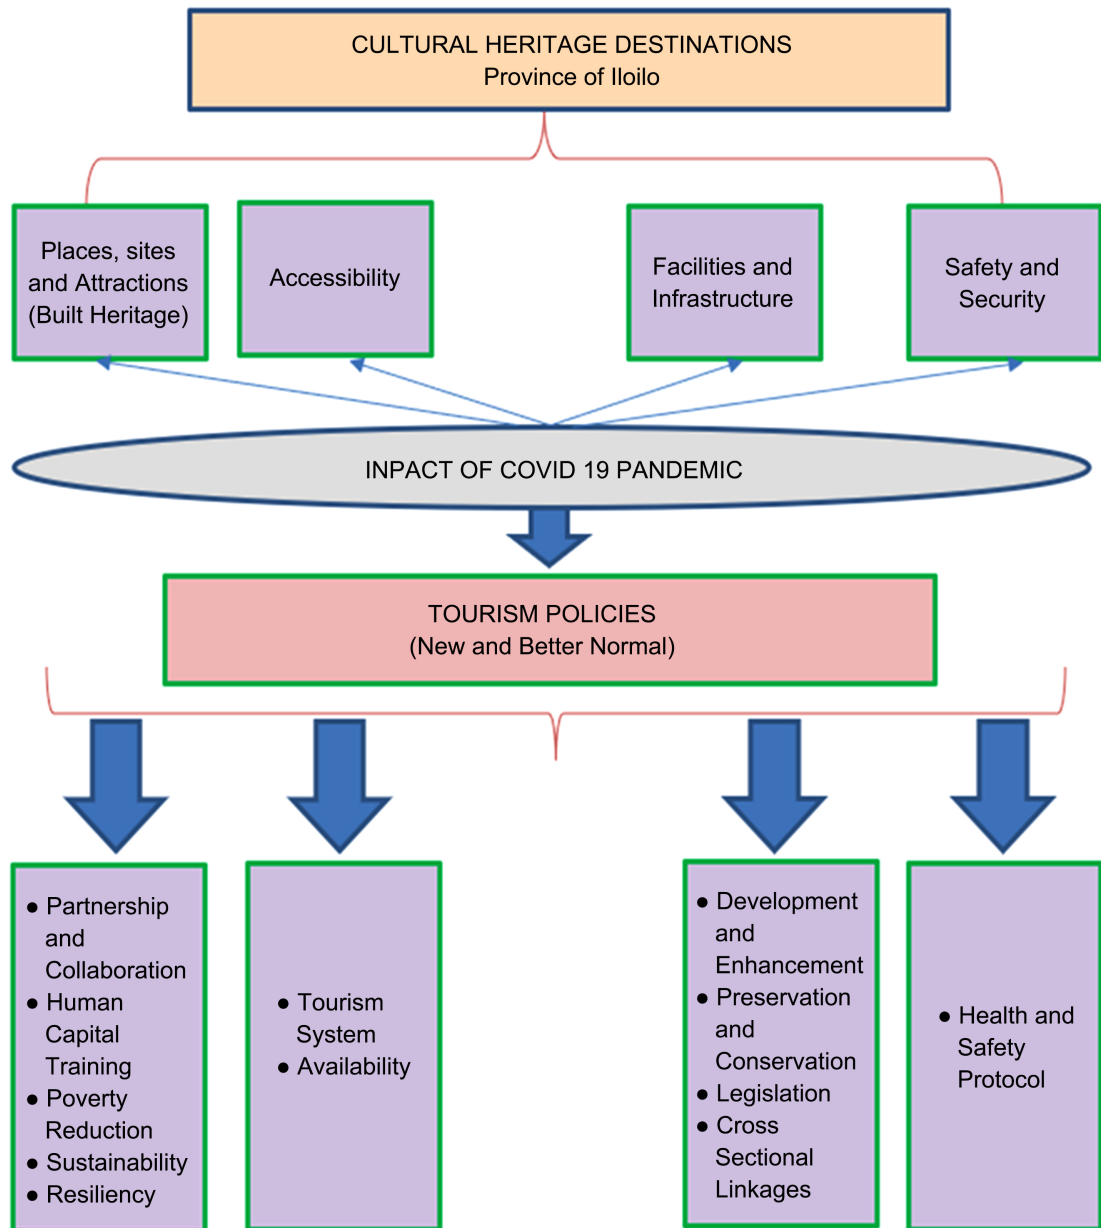 CULTURAL HERITAGE DESTINATIONS
Province of Iloilo
Places, sites
and Attractions
(Built Heritage)
Accessibility
Facilities and
Infrastructure
Safety and
Security
INPACT OF COVID 19 PANDEMIC
TOURISM POLICIES
(New and Better Normal)
● Partnership
and
Collaboration
● Human
Capital
Training
● Poverty
Reduction
● Sustainability
● Resiliency
● Tourism
System
● Availability
● Development
and
Enhancement
● Preservation
and
Conservation
● Legislation
● Cross
Sectional
Linkages
● Health and
Safety
Protocol